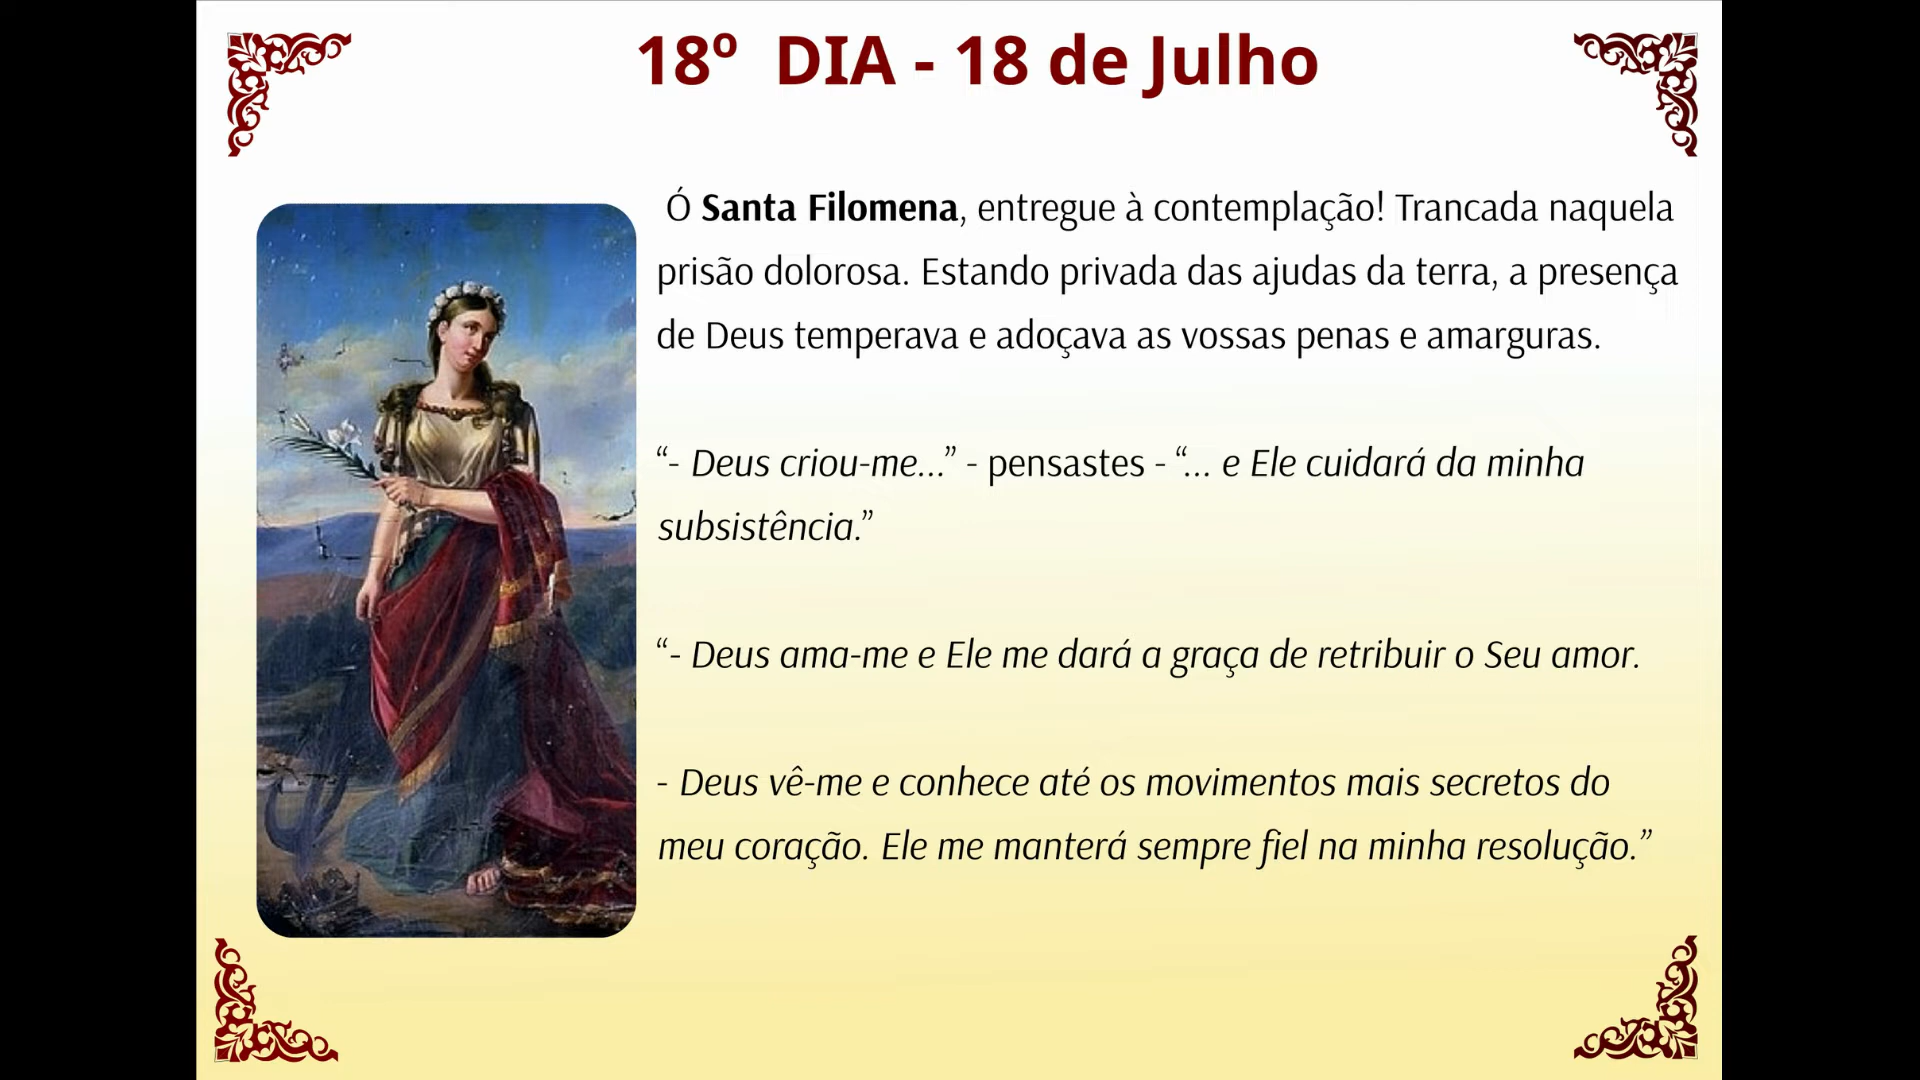 18º DIA - 18 de Julho
Ó Santa Filomena, entregue à contemplação! Trancada naquela
prisão dolorosa. Estando privada das ajudas da terra, a presença
de Deus temperava e adoçava as vossas penas e amarguras.
“- Deus criou-me...” - pensastes - “... e Ele cuidará da minha
subsistência.”
“- Deus ama-me e Ele me dará a graça de retribuir o Seu amor.
- Deus vê-me e conhece até os movimentos mais secretos do
meu coração. Ele me manterá sempre fiel na minha resolução.”